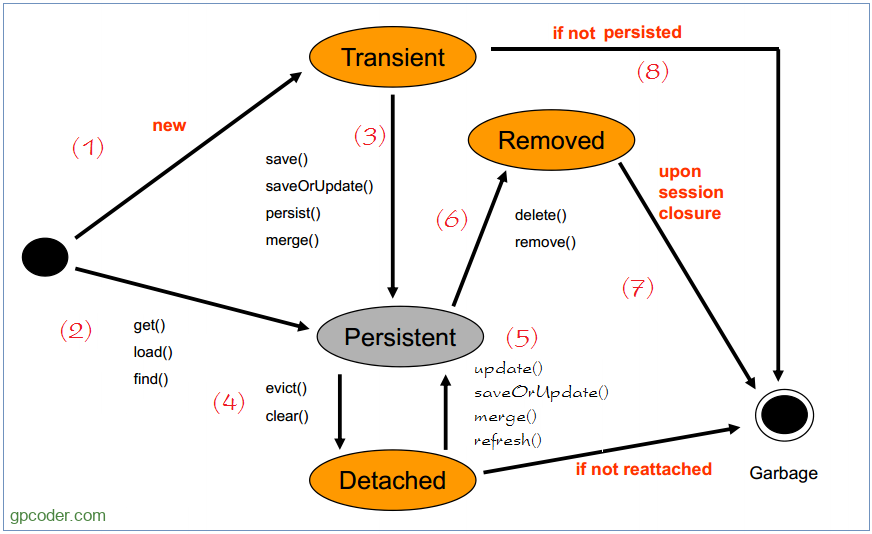 if not persisted
Transient
(8)
new
(1)
(3)
Removed
save()
saveOrUpdate()
persist()
merge()
upon
session
closure
(6)
delete()
remove()
(7)
(2)
get()
load()
find()
Persistent
(5)
update()
saveOrUpdate()
merge()
refresh()
(4)
evict()
clear()
Detached
if not reattached
Garbage
gpcoder.com